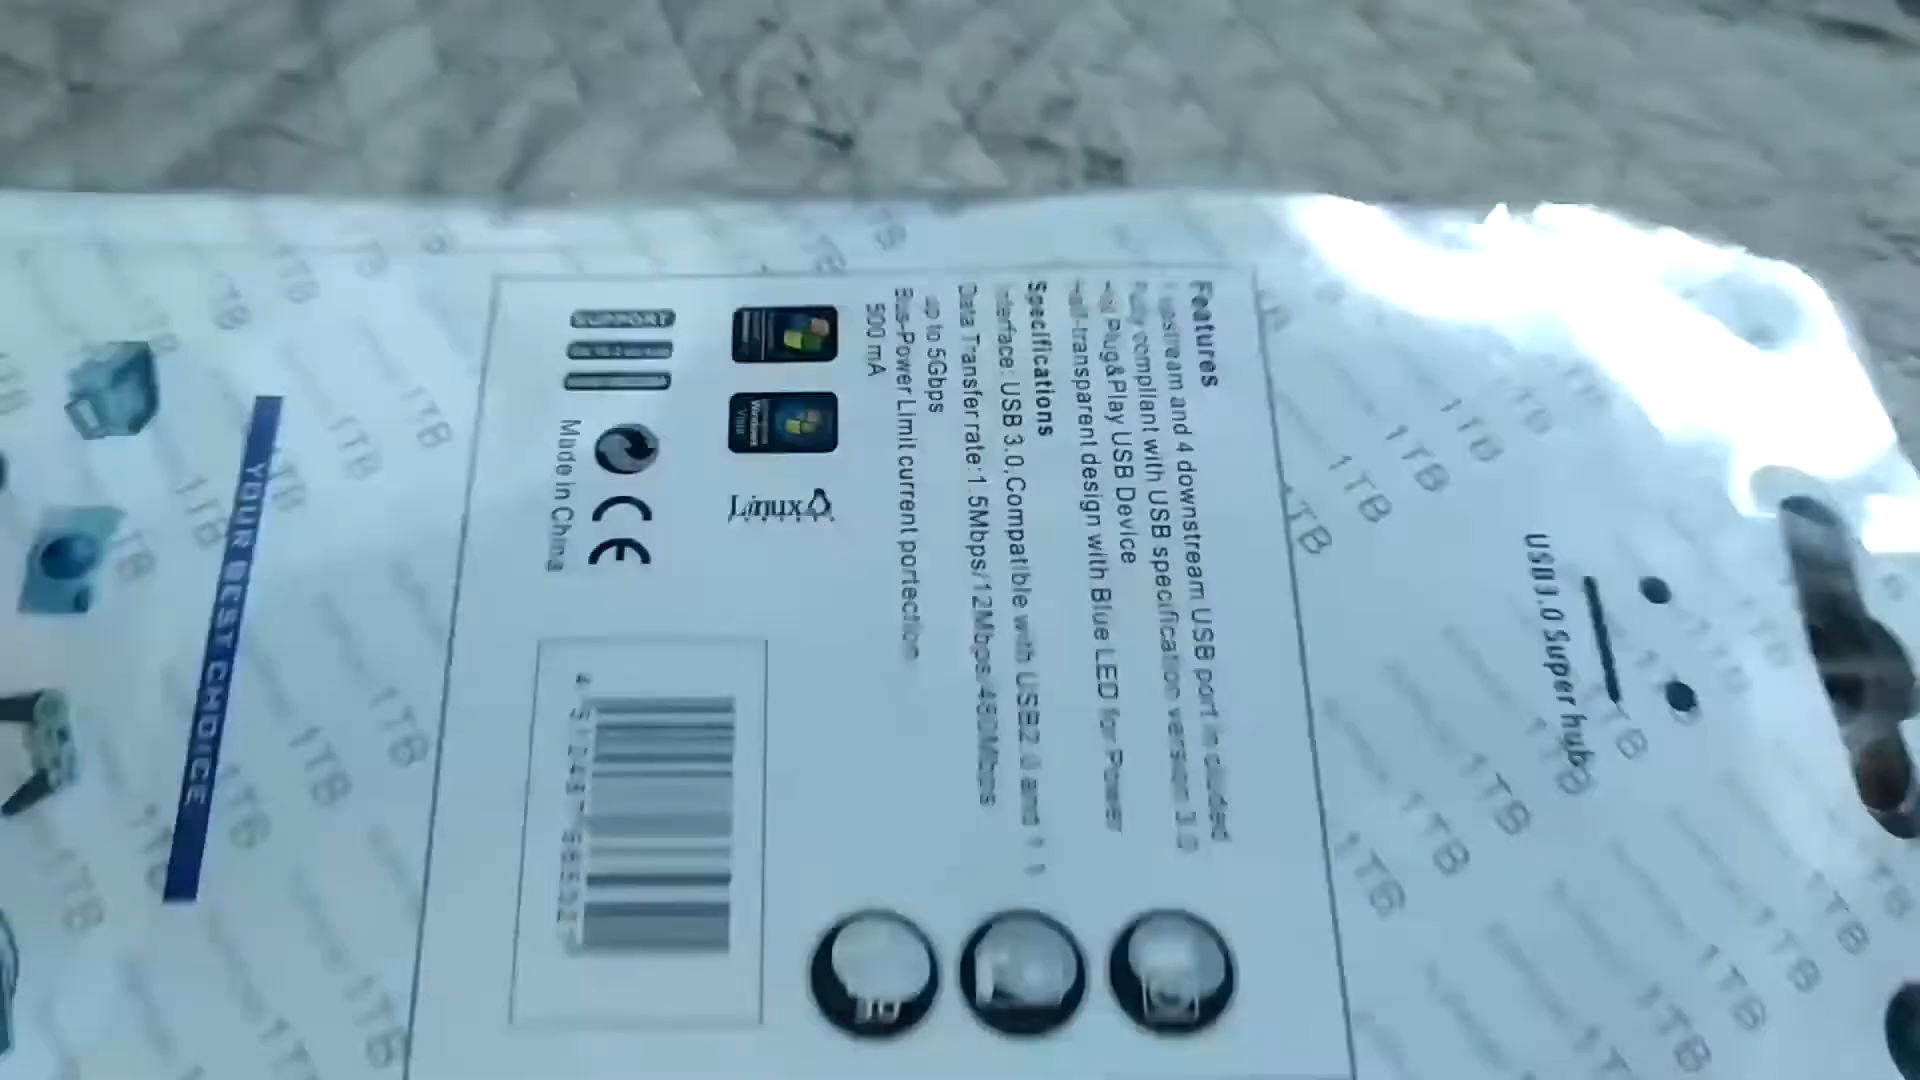 USB3.0 Super hub
Features
1 upstream and 4 downstream USB port included
Fully compliant with USB specification version 3.0
Plug&Play USB Device
Half-transparent design with Blue LED for Power
Specifications
Interface: USB 3.0,Compatible with USB2.0 and 1.1
Data Transfer rate:1.5Mbps/12Mbps/480Mbps
up to 5Gbps
Bus-Power Limit current portection
500 mA
Windows
Vista
Linux
SUPPORT
CE
Made in China
YOUR BEST CHOICE
1TB